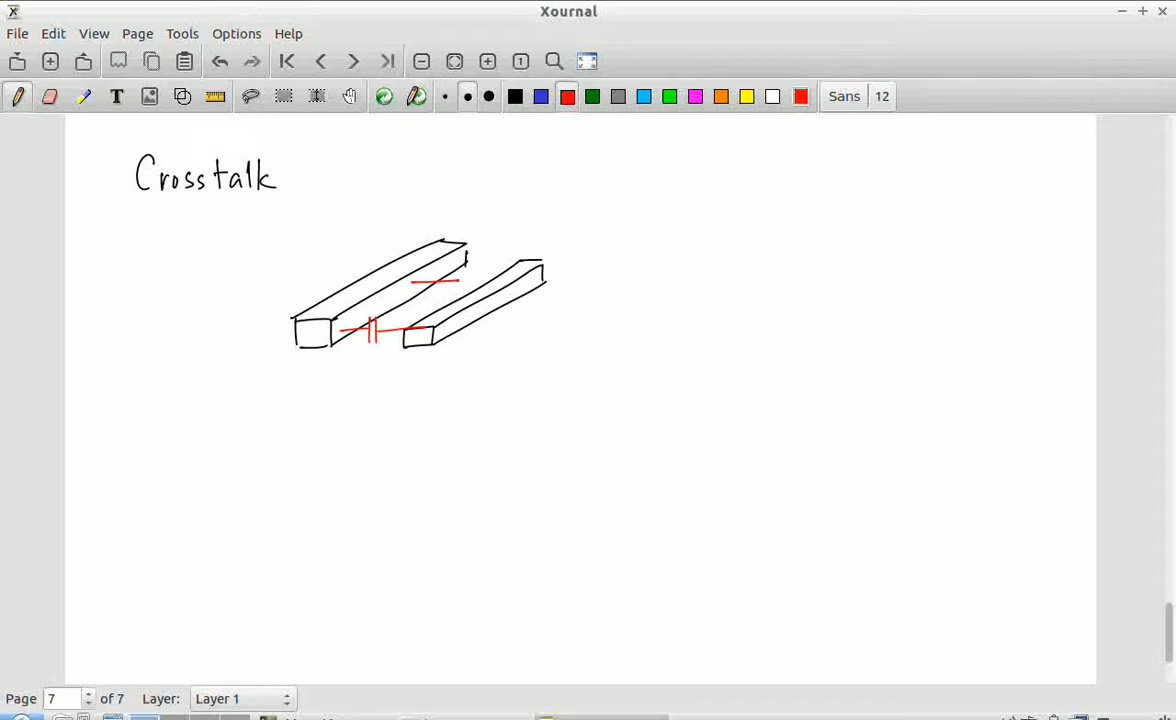 Xournal
File Edit View Page Tools Options Help
Sans 12
Crosstalk
Page 7 of 7 Layer: Layer 1